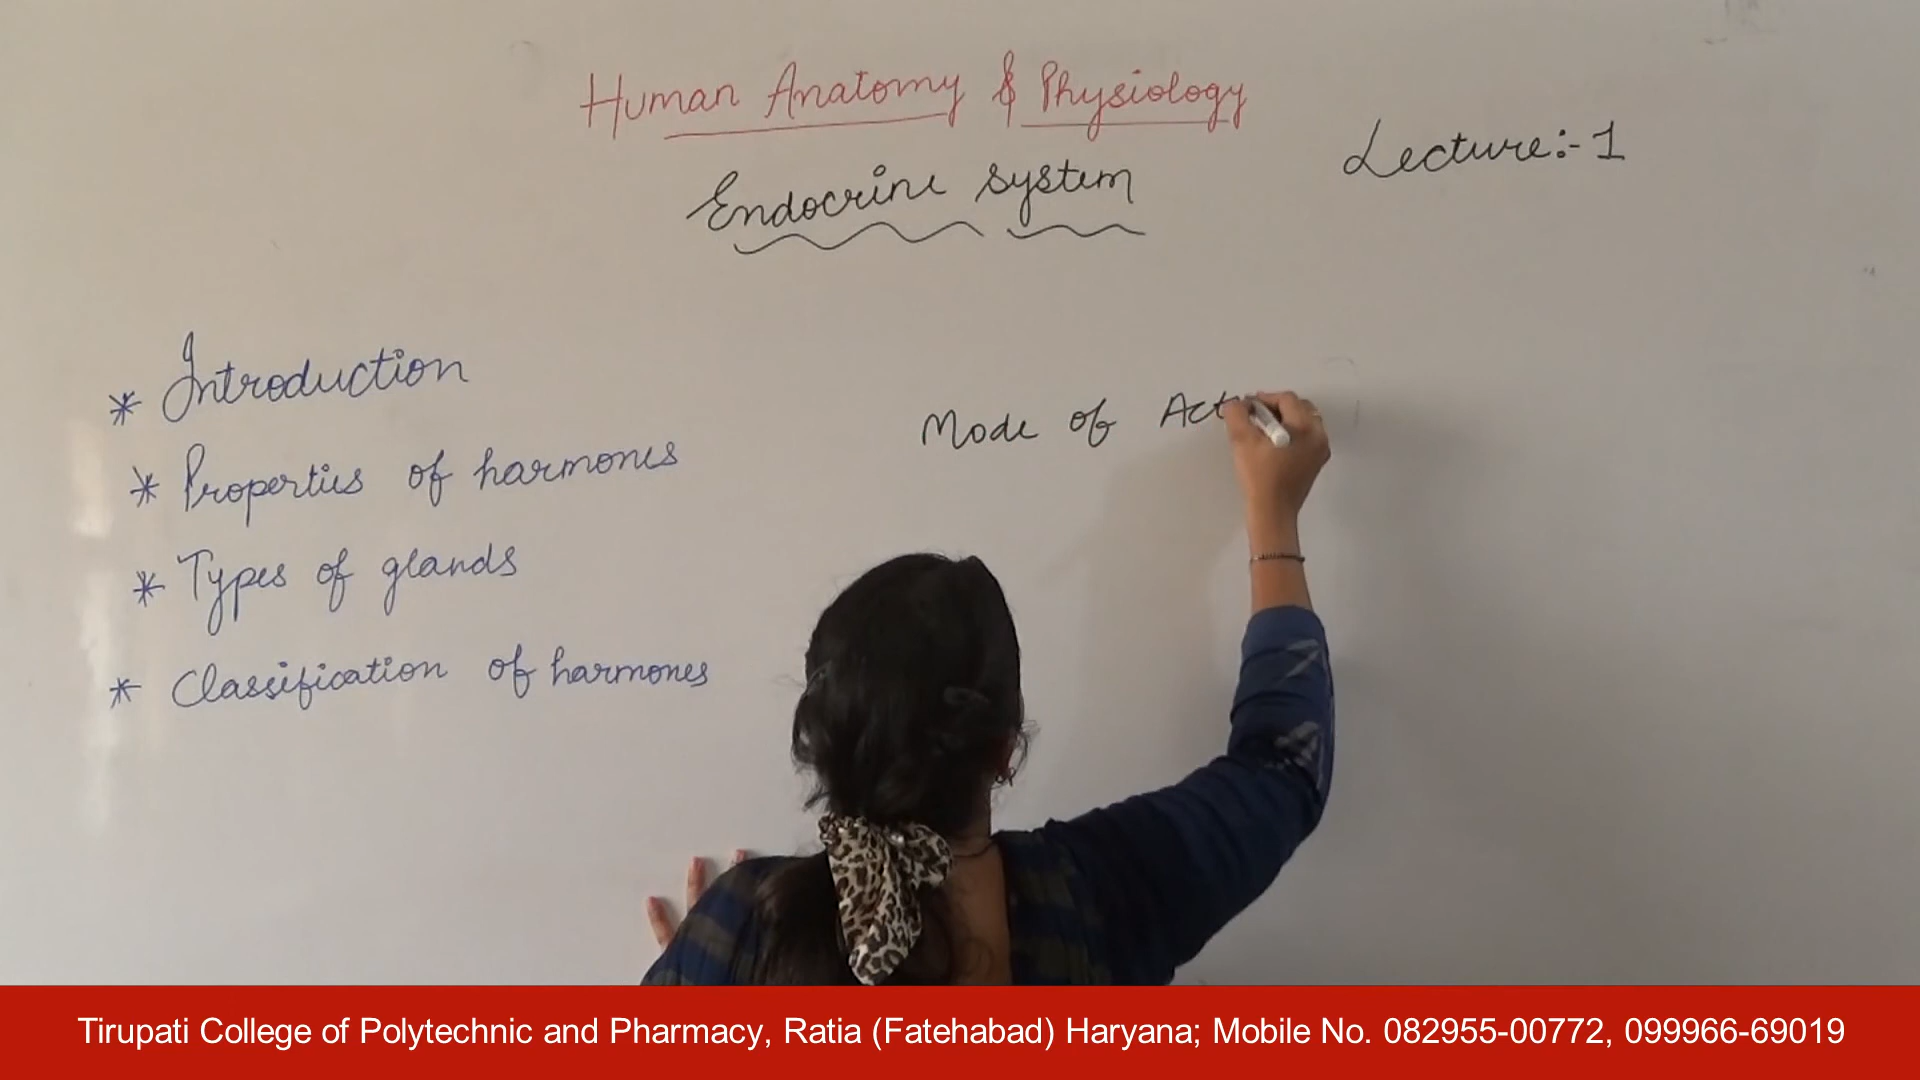 Human Anatomy & Physiology
Lecture:- 1
Endocrine system
* Introduction
* Properties of harmones
* Types of glands
* Classification of harmones
Mode of Act
Tirupati College of Polytechnic and Pharmacy, Ratia (Fatehabad) Haryana; Mobile No. 082955-00772, 099966-69019